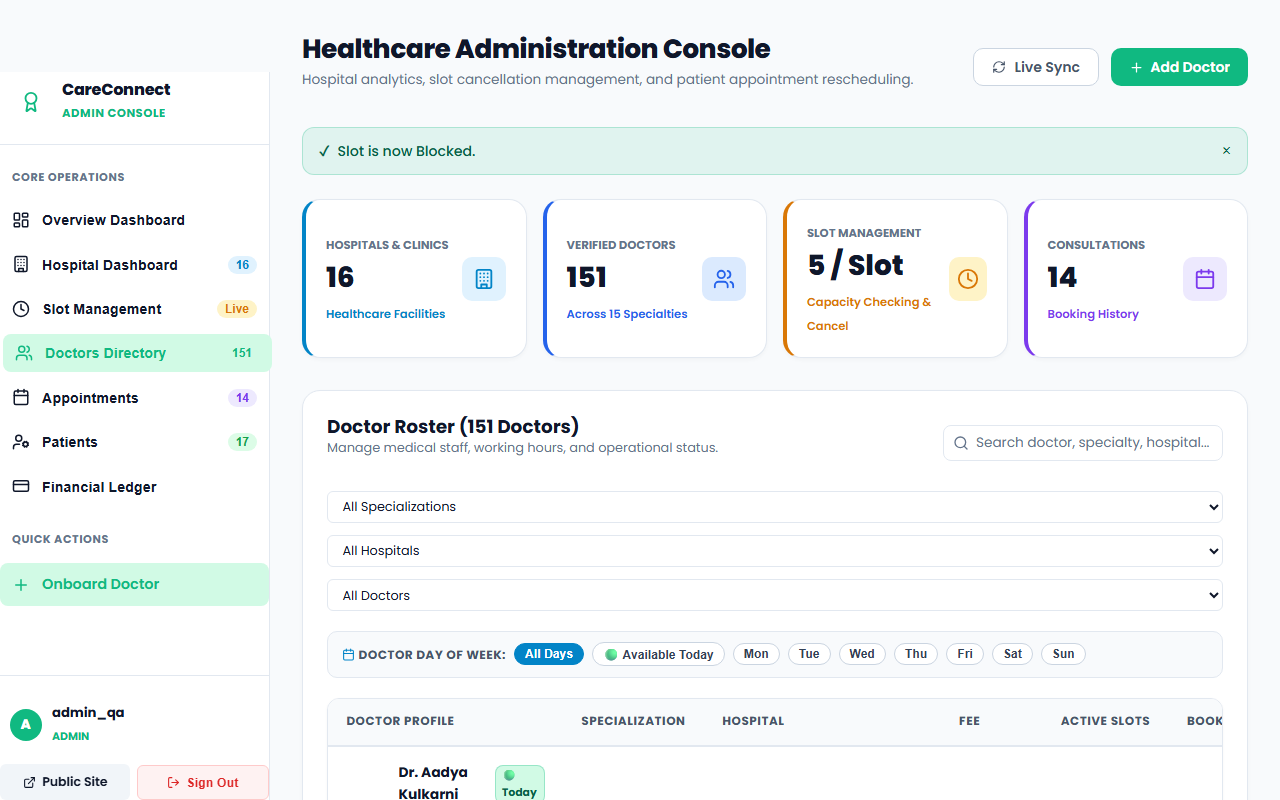 CareConnect
ADMIN CONSOLE
CORE OPERATIONS
Overview Dashboard
Hospital Dashboard 16
Slot Management Live
Doctors Directory 151
Appointments 14
Patients 17
Financial Ledger
QUICK ACTIONS
Onboard Doctor
A
admin_qa
ADMIN
Public Site
Sign Out
Healthcare Administration Console
Hospital analytics, slot cancellation management, and patient appointment rescheduling.
Live Sync
+ Add Doctor
✓ Slot is now Blocked. ×
HOSPITALS & CLINICS
16
Healthcare Facilities
VERIFIED DOCTORS
151
Across 15 Specialties
SLOT MANAGEMENT
5 / Slot
Capacity Checking &
Cancel
CONSULTATIONS
14
Booking History
Doctor Roster (151 Doctors)
Manage medical staff, working hours, and operational status.
Search doctor, specialty, hospital...
All Specializations
All Hospitals
All Doctors
DOCTOR DAY OF WEEK: All Days Available Today Mon Tue Wed Thu Fri Sat Sun
DOCTOR PROFILE SPECIALIZATION HOSPITAL FEE ACTIVE SLOTS BOOK
Dr. Aadya
Kulkarni
Today